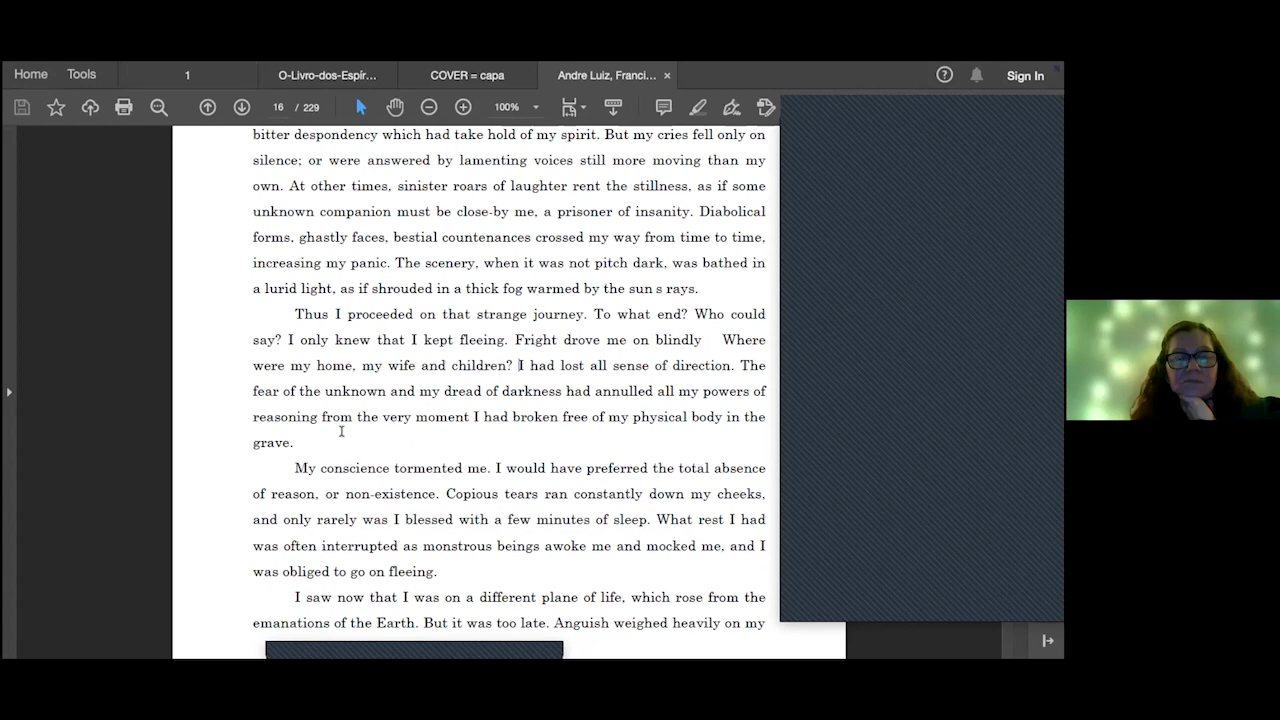 Home Tools 1 O-Livro-dos-Espír... COVER = capa Andre Luiz, Franci... × Sign In
16 / 229 100%
bitter despondency which had take hold of my spirit. But my cries fell only on
silence; or were answered by lamenting voices still more moving than my
own. At other times, sinister roars of laughter rent the stillness, as if some
unknown companion must be close-by me, a prisoner of insanity. Diabolical
forms, ghastly faces, bestial countenances crossed my way from time to time,
increasing my panic. The scenery, when it was not pitch dark, was bathed in
a lurid light, as if shrouded in a thick fog warmed by the sun s rays.
Thus I proceeded on that strange journey. To what end? Who could
say? I only knew that I kept fleeing. Fright drove me on blindly Where
were my home, my wife and children? I had lost all sense of direction. The
fear of the unknown and my dread of darkness had annulled all my powers of
reasoning from the very moment I had broken free of my physical body in the
grave.
My conscience tormented me. I would have preferred the total absence
of reason, or non-existence. Copious tears ran constantly down my cheeks,
and only rarely was I blessed with a few minutes of sleep. What rest I had
was often interrupted as monstrous beings awoke me and mocked me, and I
was obliged to go on fleeing.
I saw now that I was on a different plane of life, which rose from the
emanations of the Earth. But it was too late. Anguish weighed heavily on my